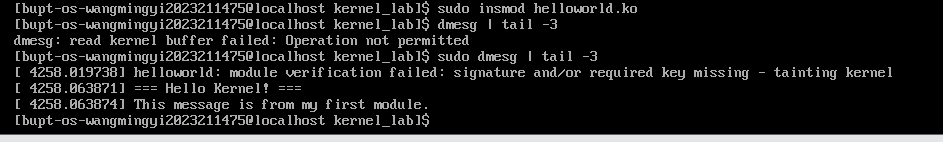 [bupt-os-wangmingyi2023211475@localhost kernel_lab]$ sudo insmod helloworld.ko
[bupt-os-wangmingyi2023211475@localhost kernel_lab]$ dmesg | tail -3
dmesg: read kernel buffer failed: Operation not permitted
[bupt-os-wangmingyi2023211475@localhost kernel_lab]$ sudo dmesg | tail -3
[ 4258.019738] helloworld: module verification failed: signature and/or required key missing - tainting kernel
[ 4258.063871] === Hello Kernel! ===
[ 4258.063874] This message is from my first module.
[bupt-os-wangmingyi2023211475@localhost kernel_lab]$